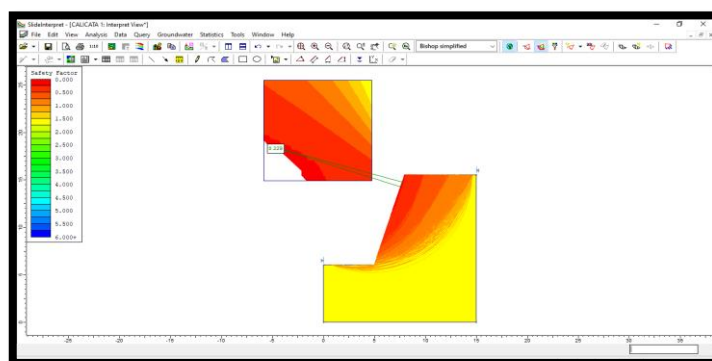 SlideInterpret - [CALICATA 1: Interpret View*]
File Edit View Analysis Data Query Groundwater Statistics Tools Window Help
Bishop simplified
Safety Factor
0.000
0.500
1.000
1.500
2.000
2.500
3.000
3.500
4.000
4.500
5.000
5.500
6.000+
-25 -20 -15 -10 -5 0 5 10 15 20 25 30 35